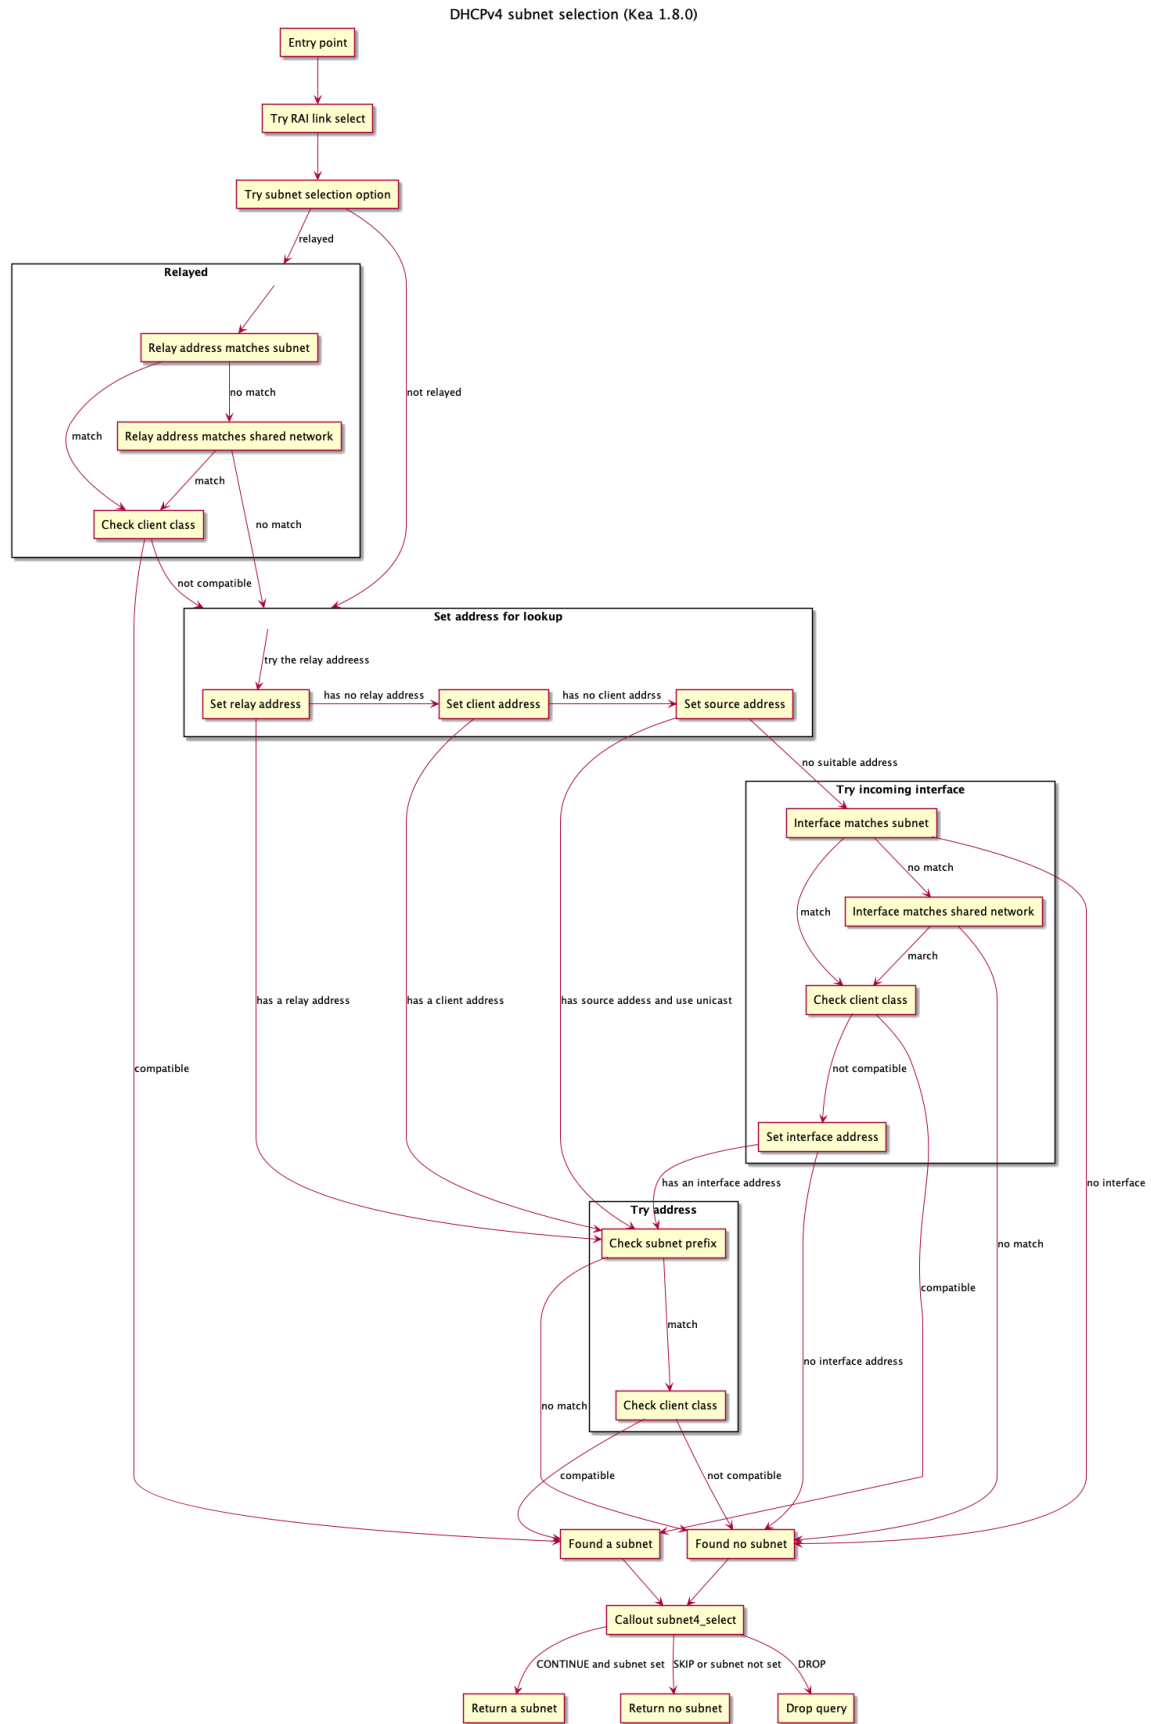 DHCPv4 subnet selection (Kea 1.8.0)
Entry point
Try RAI link select
Try subnet selection option
relayed
Relayed
Relay address matches subnet
no match
not relayed
match
Relay address matches shared network
match
Check client class
no match
not compatible
Set address for lookup
try the relay addreess
Set relay address
has no relay address
Set client address
has no client addrss
Set source address
no suitable address
Try incoming interface
Interface matches subnet
no match
match
Interface matches shared network
march
has a relay address
has a client address
has source addess and use unicast
Check client class
compatible
not compatible
Set interface address
has an interface address
no interface
Try address
Check subnet prefix
no match
compatible
match
no interface address
no match
Check client class
compatible
not compatible
Found a subnet
Found no subnet
Callout subnet4_select
CONTINUE and subnet set
SKIP or subnet not set
DROP
Return a subnet
Return no subnet
Drop query